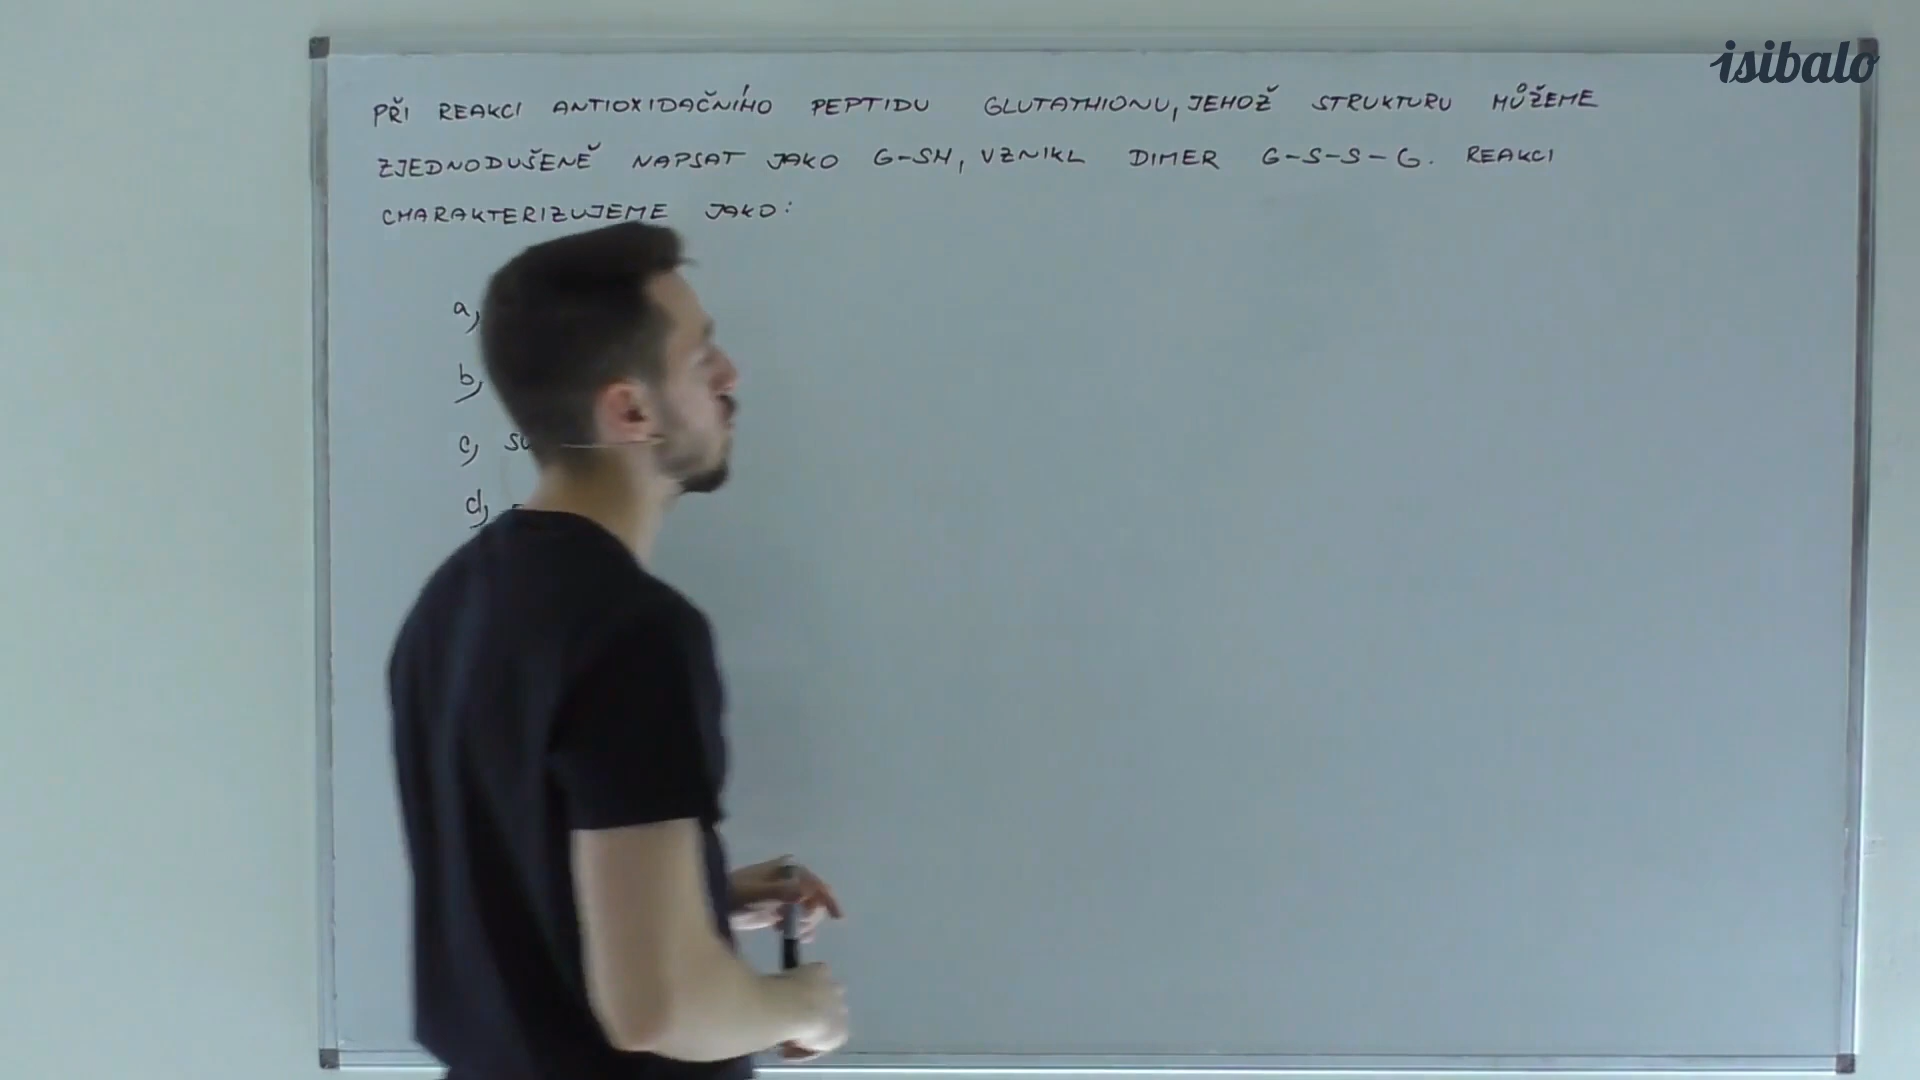 isibalo
PŘI REAKCI ANTIOXIDAČNÍHO PEPTIDU GLUTATHIONU, JEHOŽ STRUKTURU MŮŽEME
ZJEDNODUŠENĚ NAPSAT JAKO G-SH, VZNIKL DIMER G-S-S-G. REAKCI
CHARAKTERIZUJEME JAKO:
a)
b)
c)
d)